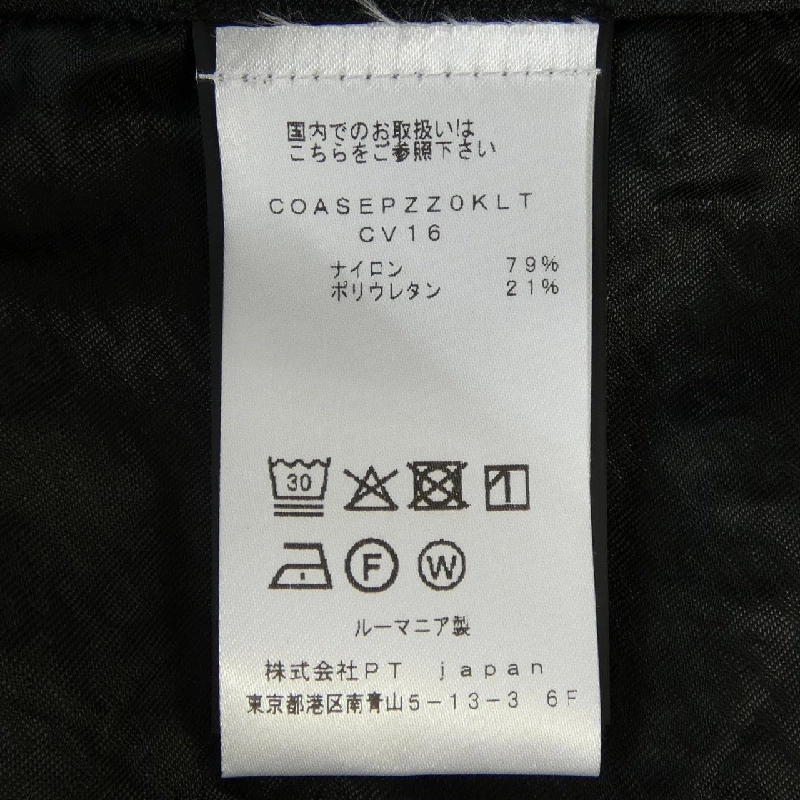 国内でのお取扱いは
こちらをご参照下さい
COASEPZZ0KLT
CV16
ナイロン 79%
ポリウレタン 21%
30
F W
ルーマニア製
株式会社PT japan
東京都港区南青山5-13-3 6F